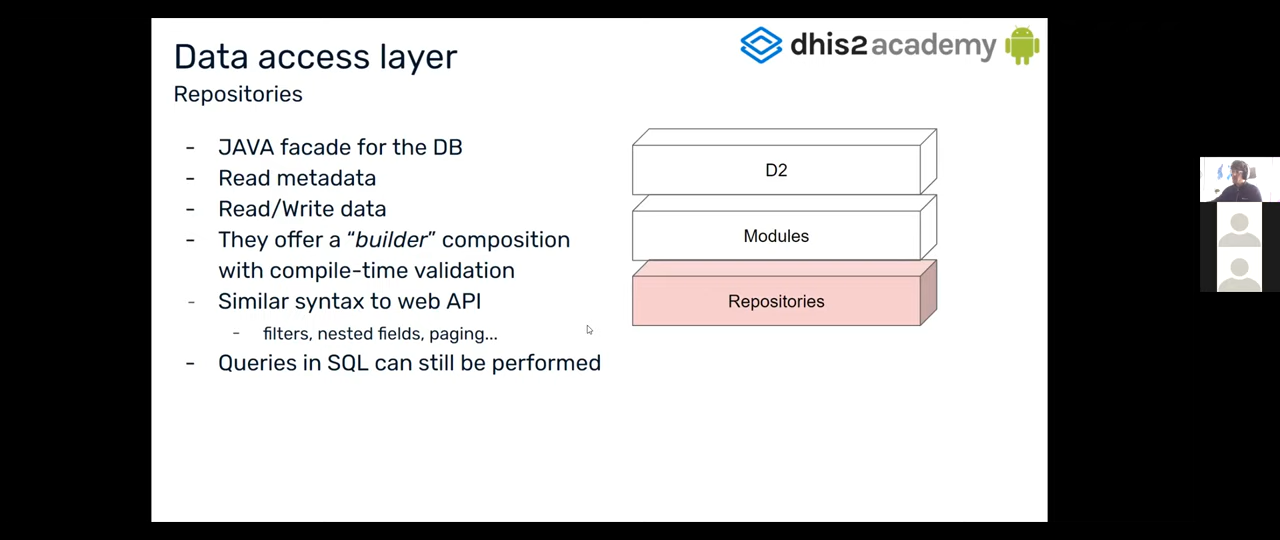 Data access layer
dhis2 academy
Repositories
- JAVA facade for the DB
- Read metadata
- Read/Write data
- They offer a “builder” composition
with compile-time validation
- Similar syntax to web API
- filters, nested fields, paging...
- Queries in SQL can still be performed
D2
Modules
Repositories